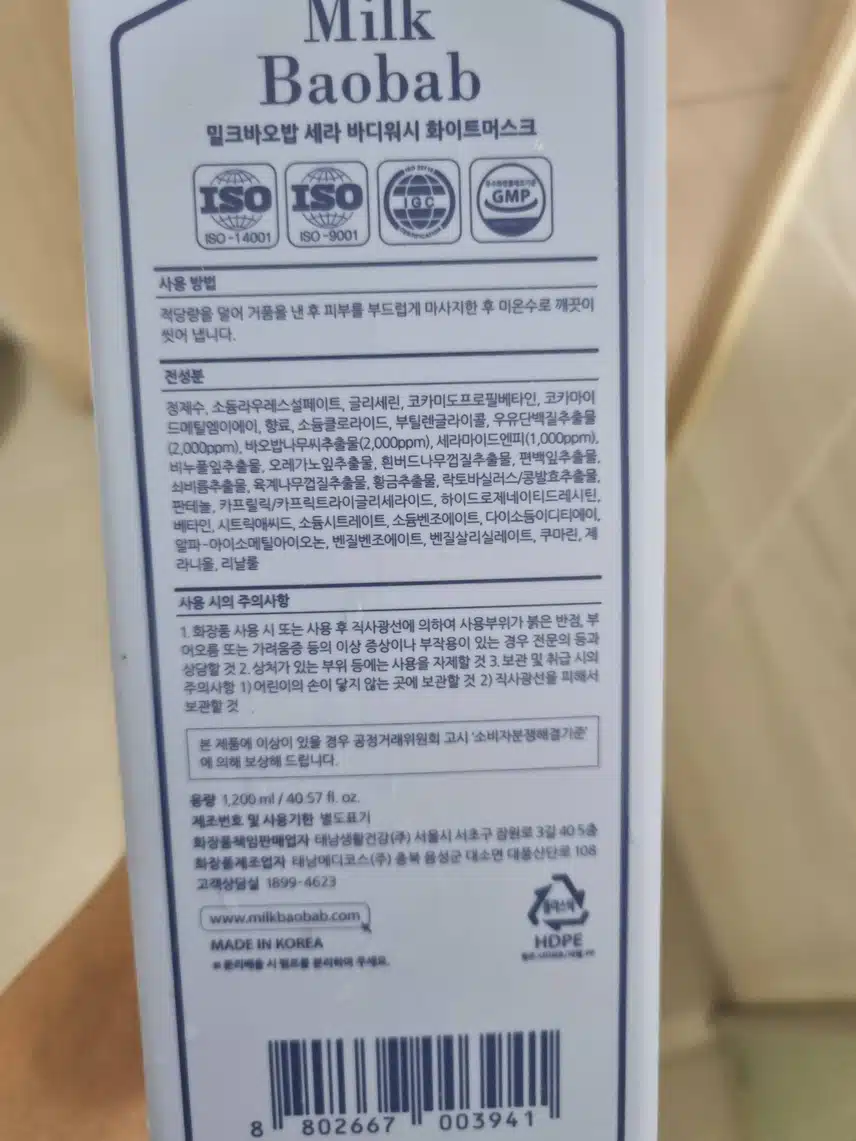 Milk
Baobab
밀크바오밥 세라 바디워시 화이트머스크
ISO
ISO-14001
ISO
ISO-9001
IGC
GMP
사용 방법
적당량을 덜어 거품을 낸 후 피부를 부드럽게 마사지한 후 미온수로 깨끗이
씻어 냅니다.
전성분
정제수, 소듐라우레스설페이트, 글리세린, 코카미도프로필베타인, 코카마이
드메틸엠이에이, 향료, 소듐클로라이드, 부틸렌글라이콜, 우유단백질추출물
(2,000ppm), 바오밥나무씨추출물(2,000ppm), 세라마이드엔피(1,000ppm),
비누풀잎추출물, 오레가노잎추출물, 흰버드나무껍질추출물, 편백잎추출물,
쇠비름추출물, 육계나무껍질추출물, 황금추출물, 락토바실러스/콩발효추출물,
판테놀, 카프릴릭/카프릭트라이글리세라이드, 하이드로제네이티드레시틴,
베타인, 시트릭애씨드, 소듐시트레이트, 소듐벤조에이트, 다이소듐이디티에이,
알파-아이소메틸아이오논, 벤질벤조에이트, 벤질살리실레이트, 쿠마린, 제
라니올, 리날룰
사용 시의 주의사항
1. 화장품 사용 시 또는 사용 후 직사광선에 의하여 사용부위가 붉은 반점, 부
어오름 또는 가려움증 등의 이상 증상이나 부작용이 있는 경우 전문의 등과
상담할 것 2. 상처가 있는 부위 등에는 사용을 자제할 것 3. 보관 및 취급 시의
주의사항 1) 어린이의 손이 닿지 않는 곳에 보관할 것 2) 직사광선을 피해서
보관할 것
본 제품에 이상이 있을 경우 공정거래위원회 고시 '소비자분쟁해결기준'
에 의해 보상해 드립니다.
용량 1,200 ml / 40.57 fl. oz.
제조번호 및 사용기한 별도표기
화장품책임판매업자 태남생활건강(주) 서울시 서초구 잠원로 3길 40 5층
화장품제조업자 태남메디코스(주) 충북 음성군 대소면 대풍산단로 108
고객상담실 1899-4623
www.milkbaobab.com
플라스틱
HDPE
MADE IN KOREA
※ 분리배출 시 펌프를 분리하여 주세요.
8 802667 003941